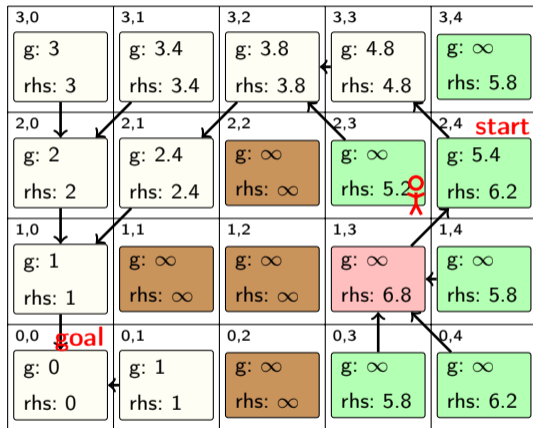 3,0 3,1 3,2 3,3 3,4
g: 3 g: 3.4 g: 3.8 g: 4.8 g: ∞
rhs: 3 rhs: 3.4 rhs: 3.8 rhs: 4.8 rhs: 5.8
2,0 2,1 2,2 2,3 2,4 start
g: 2 g: 2.4 g: ∞ g: ∞ g: 5.4
rhs: 2 rhs: 2.4 rhs: ∞ rhs: 5.2 rhs: 6.2
1,0 1,1 1,2 1,3 1,4
g: 1 g: ∞ g: ∞ g: ∞ g: ∞
rhs: 1 rhs: ∞ rhs: ∞ rhs: 6.8 rhs: 5.8
0,0 goal 0,1 0,2 0,3 0,4
g: 0 g: 1 g: ∞ g: ∞ g: ∞
rhs: 0 rhs: 1 rhs: ∞ rhs: 5.8 rhs: 6.2